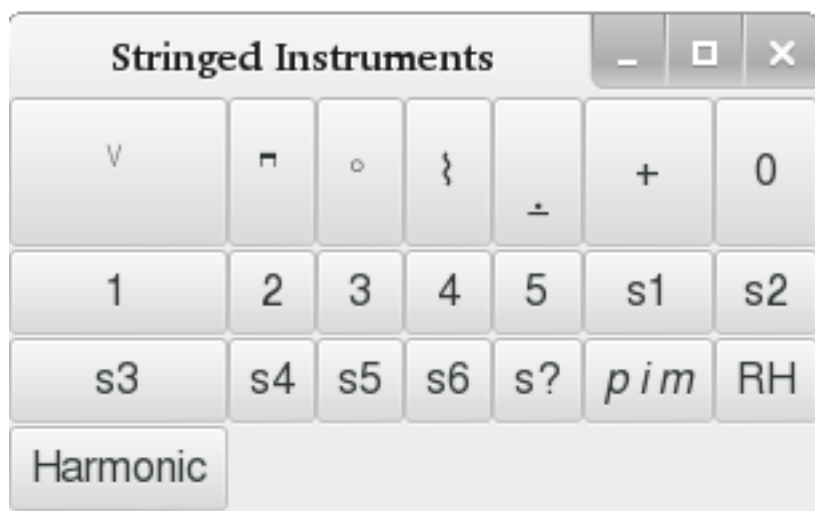 Stringed Instruments
V + 0
1 2 3 4 5 s1 s2
s3 s4 s5 s6 s? p i m RH
Harmonic